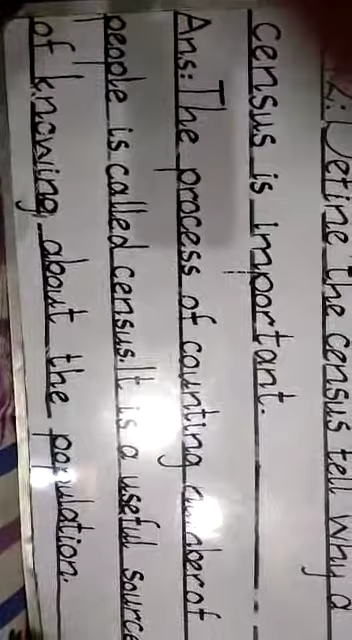 2: Define the census tell why a
census is important.
Ans: The process of counting number of
people is called census. It is a useful source
of knowing about the population.